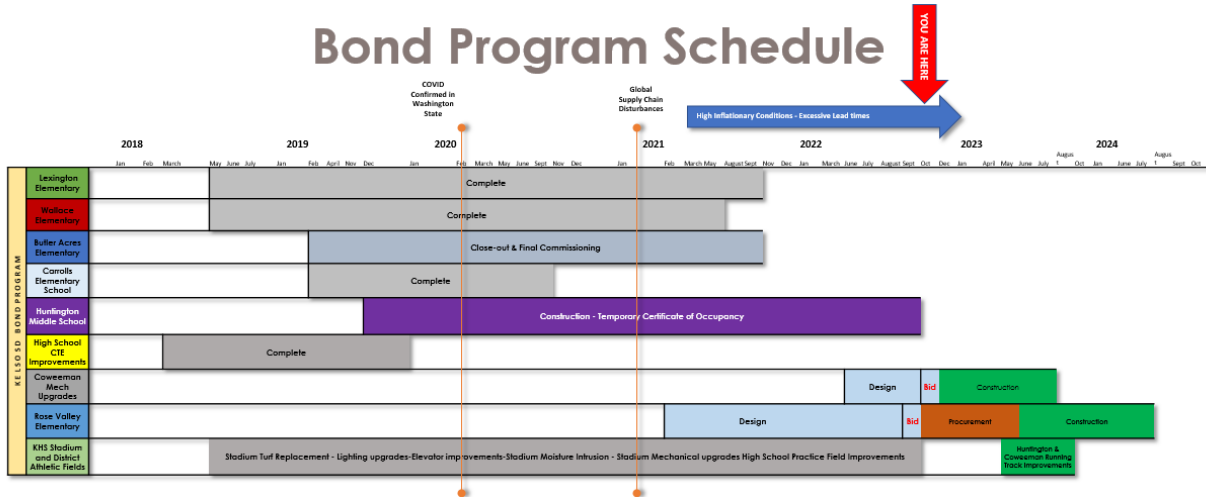 Bond Program Schedule
YOU ARE HERE
COVID
Confirmed in
Washington
State
Global
Supply Chain
Disturbances
High Inflationary Conditions - Excessive Lead times
2018 2019 2020 2021 2022 2023 2024
Jan Feb March May June July Jan Feb April Nov Dec Jan Feb March May June Sept Nov Dec Jan Feb March May August Sept Nov Dec Jan March June July August Sept Oct Dec Jan April May June July Augus Oct Jan June July Augus Sept Oct
t t
KELSO SD BOND PROGRAM
Lexington
Elementary
Complete
Wallace
Elementary
Complete
Butler Acres
Elementary
Close-out & Final Commissioning
Carrolls
Elementary
School
Complete
Huntington
Middle School
Construction - Temporary Certificate of Occupancy
High School
CTE
Improvements
Complete
Coweeman
Mech
Upgrades
Design
Bid
Construction
Rose Valley
Elementary
Design
Bid
Procurement
Construction
KHS Stadium
and District
Athletic Fields
Stadium Turf Replacement - Lighting upgrades-Elevator improvements-Stadium Moisture Intrusion - Stadium Mechanical upgrades High School Practice Field Improvements
Huntington &
Coweeman Running
Track Improvements